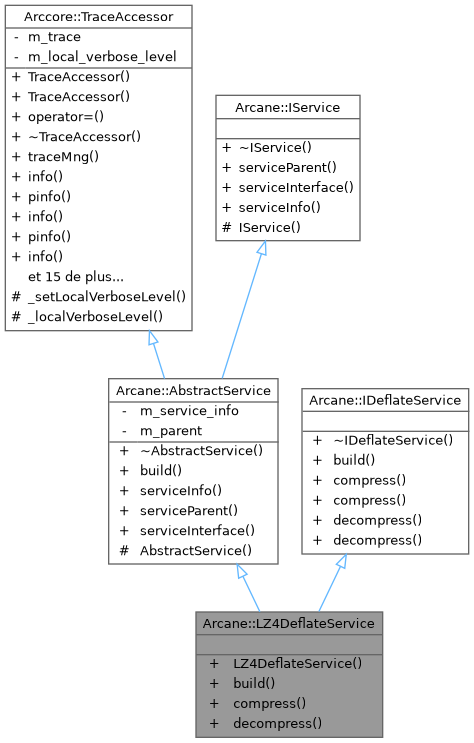 Arccore::TraceAccessor
- m_trace
- m_local_verbose_level
+ TraceAccessor()
+ TraceAccessor()
+ operator=()
+ ~TraceAccessor()
+ traceMng()
+ info()
+ pinfo()
+ info()
+ pinfo()
+ info()
et 15 de plus...
# _setLocalVerboseLevel()
# _localVerboseLevel()
Arcane::IService
+ ~IService()
+ serviceParent()
+ serviceInterface()
+ serviceInfo()
# IService()
Arcane::AbstractService
- m_service_info
- m_parent
+ ~AbstractService()
+ build()
+ serviceInfo()
+ serviceParent()
+ serviceInterface()
# AbstractService()
Arcane::IDeflateService
+ ~IDeflateService()
+ build()
+ compress()
+ compress()
+ decompress()
+ decompress()
Arcane::LZ4DeflateService
+ LZ4DeflateService()
+ build()
+ compress()
+ decompress()